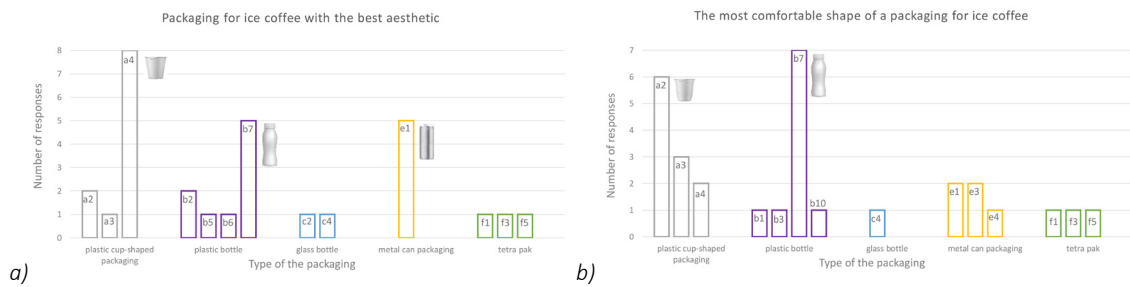 Packaging for ice coffee with the best aesthetic
Number of responses
8
7
6
5
4
3
2
1
0
a2
a3
a4
b2
b5
b6
b7
c2
c4
e1
f1
f3
f5
plastic cup-shaped
packaging
plastic bottle
glass bottle
metal can packaging
tetra pak
Type of the packaging
a)
The most comfortable shape of a packaging for ice coffee
Number of responses
7
6
5
4
3
2
1
0
a2
a3
a4
b1
b3
b7
b10
c4
e1
e3
e4
f1
f3
f5
plastic cup-shaped
packaging
plastic bottle
glass bottle
metal can packaging
tetra pak
Type of the packaging
b)